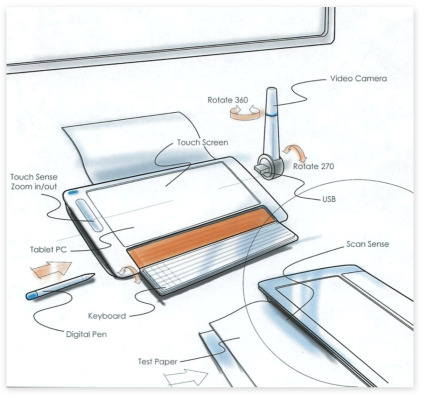 Video Camera
Rotate 360
Touch Screen
Rotate 270
Touch Sense
Zoom in/out
USB
Tablet PC
Scan Sense
Keyboard
Digital Pen
Test Paper